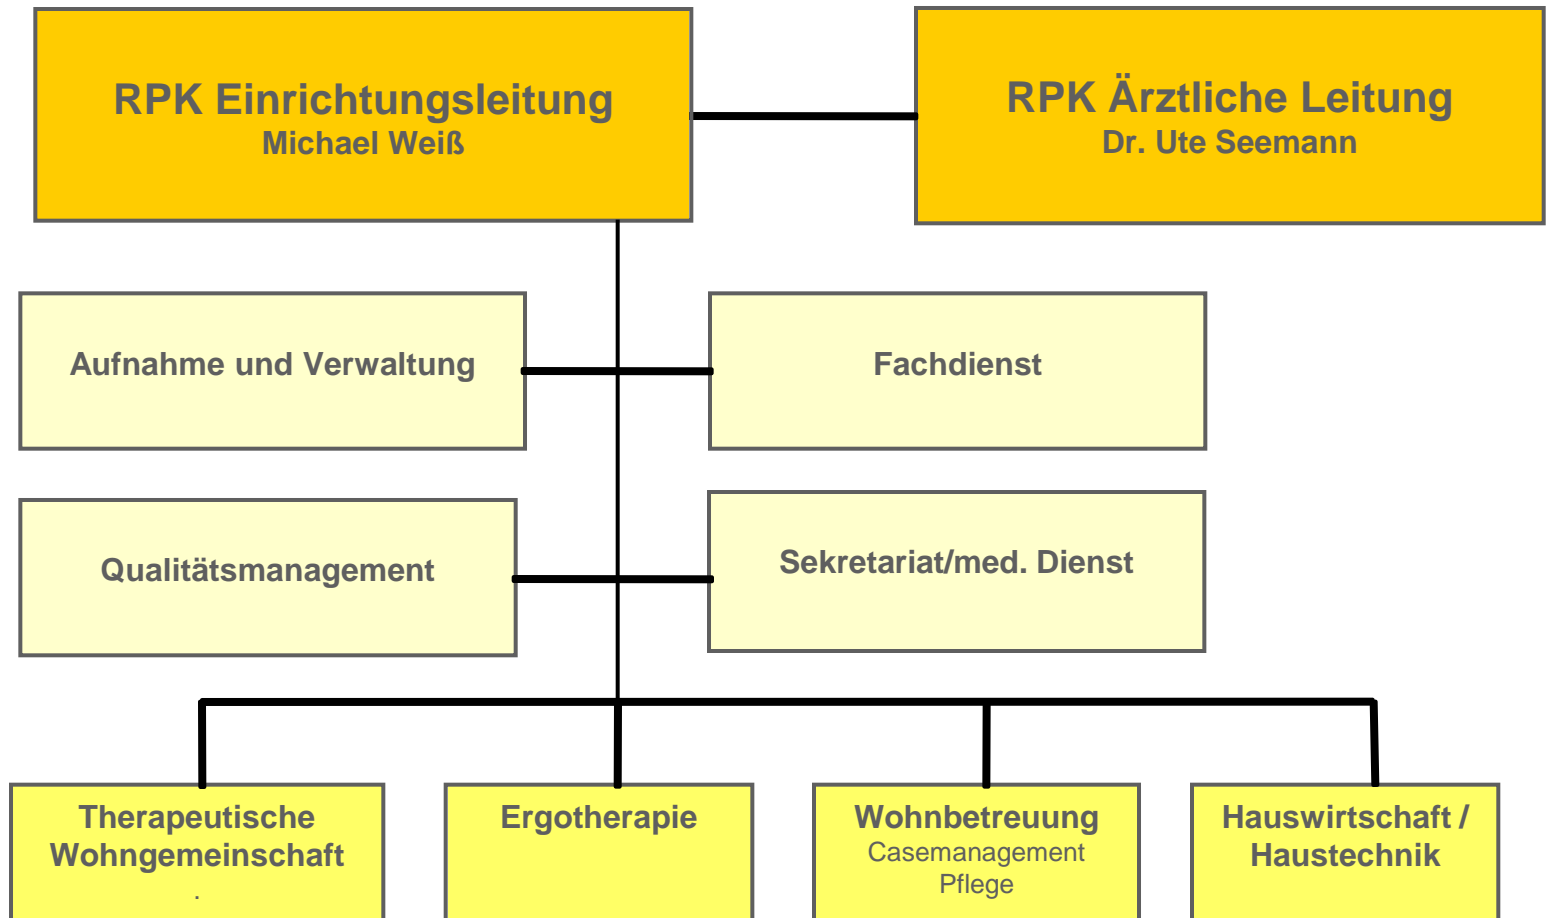 RPK Einrichtungsleitung
Michael Weiß
RPK Ärztliche Leitung
Dr. Ute Seemann
Aufnahme und Verwaltung
Fachdienst
Qualitätsmanagement
Sekretariat/med. Dienst
Therapeutische
Wohngemeinschaft
.
Ergotherapie
Wohnbetreuung
Casemanagement
Pflege
Hauswirtschaft /
Haustechnik